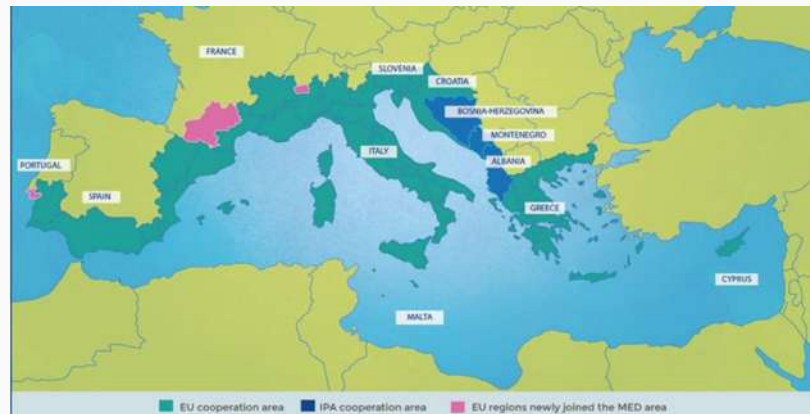 FRANCE
SLOVENIA
CROATIA
BOSNIA-HERZEGOVINA
MONTENEGRO
ITALY
ALBANIA
PORTUGAL
SPAIN
GREECE
CYPRUS
MALTA
EU cooperation area IPA cooperation area EU regions newly joined the MED area